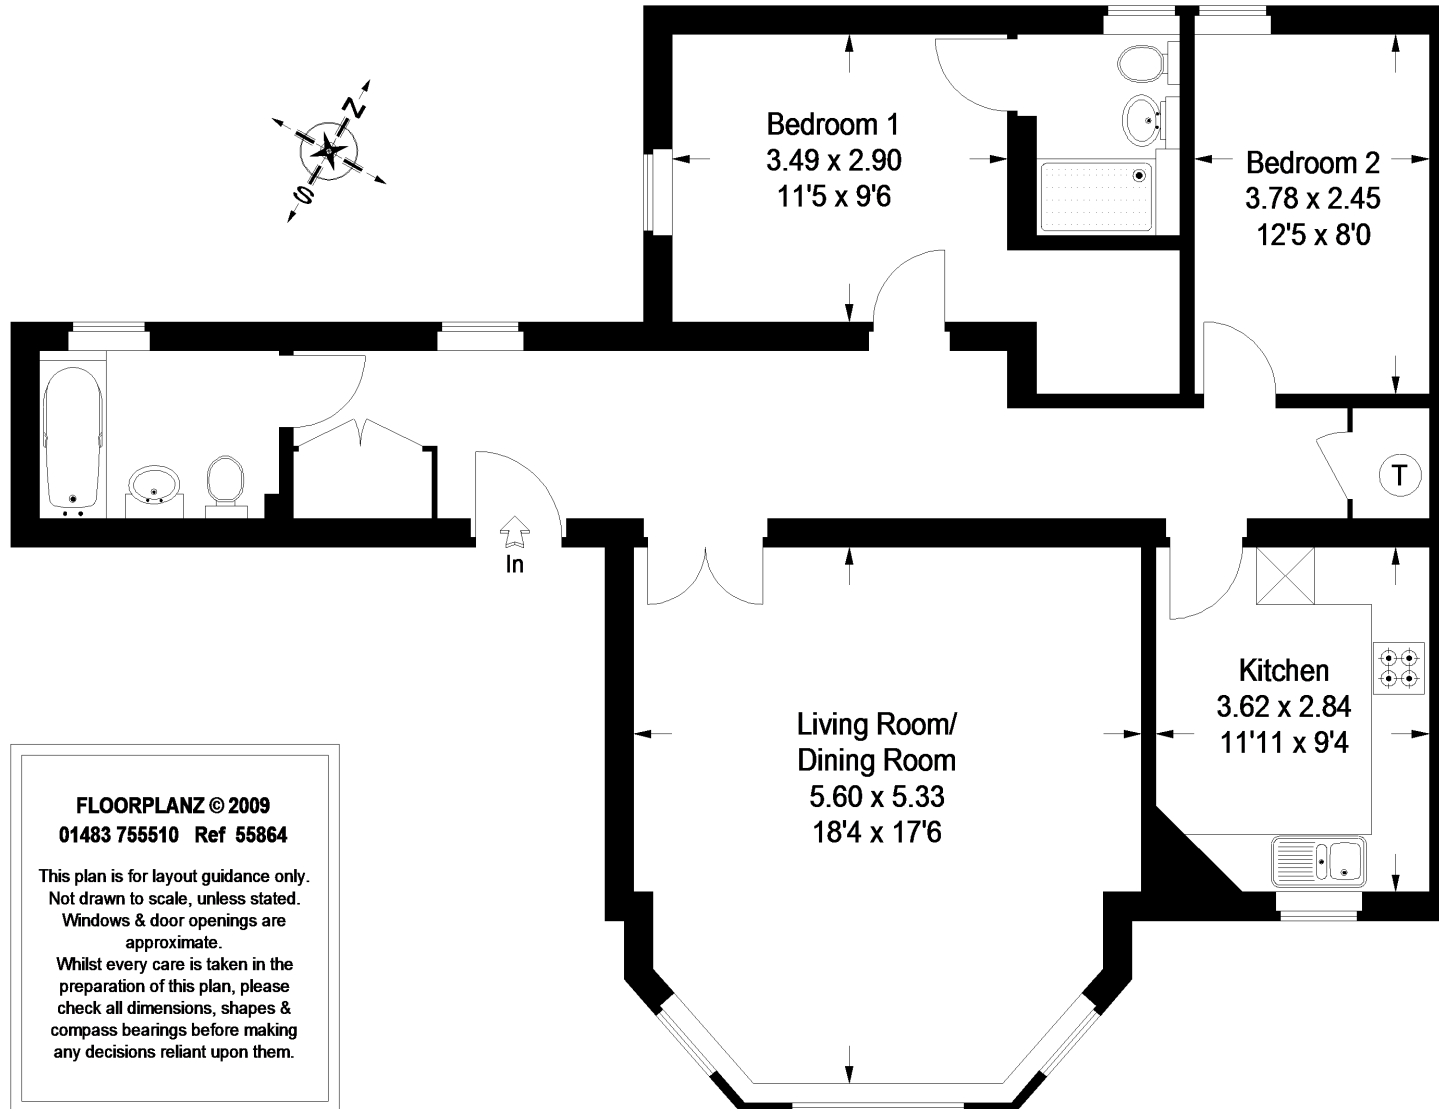 N
S
Bedroom 1
3.49 x 2.90
11'5 x 9'6
Bedroom 2
3.78 x 2.45
12'5 x 8'0
T
In
Living Room/
Dining Room
5.60 x 5.33
18'4 x 17'6
Kitchen
3.62 x 2.84
11'11 x 9'4
FLOORPLANZ © 2009
01483 755510 Ref 55864
This plan is for layout guidance only.
Not drawn to scale, unless stated.
Windows & door openings are
approximate.
Whilst every care is taken in the
preparation of this plan, please
check all dimensions, shapes &
compass bearings before making
any decisions reliant upon them.